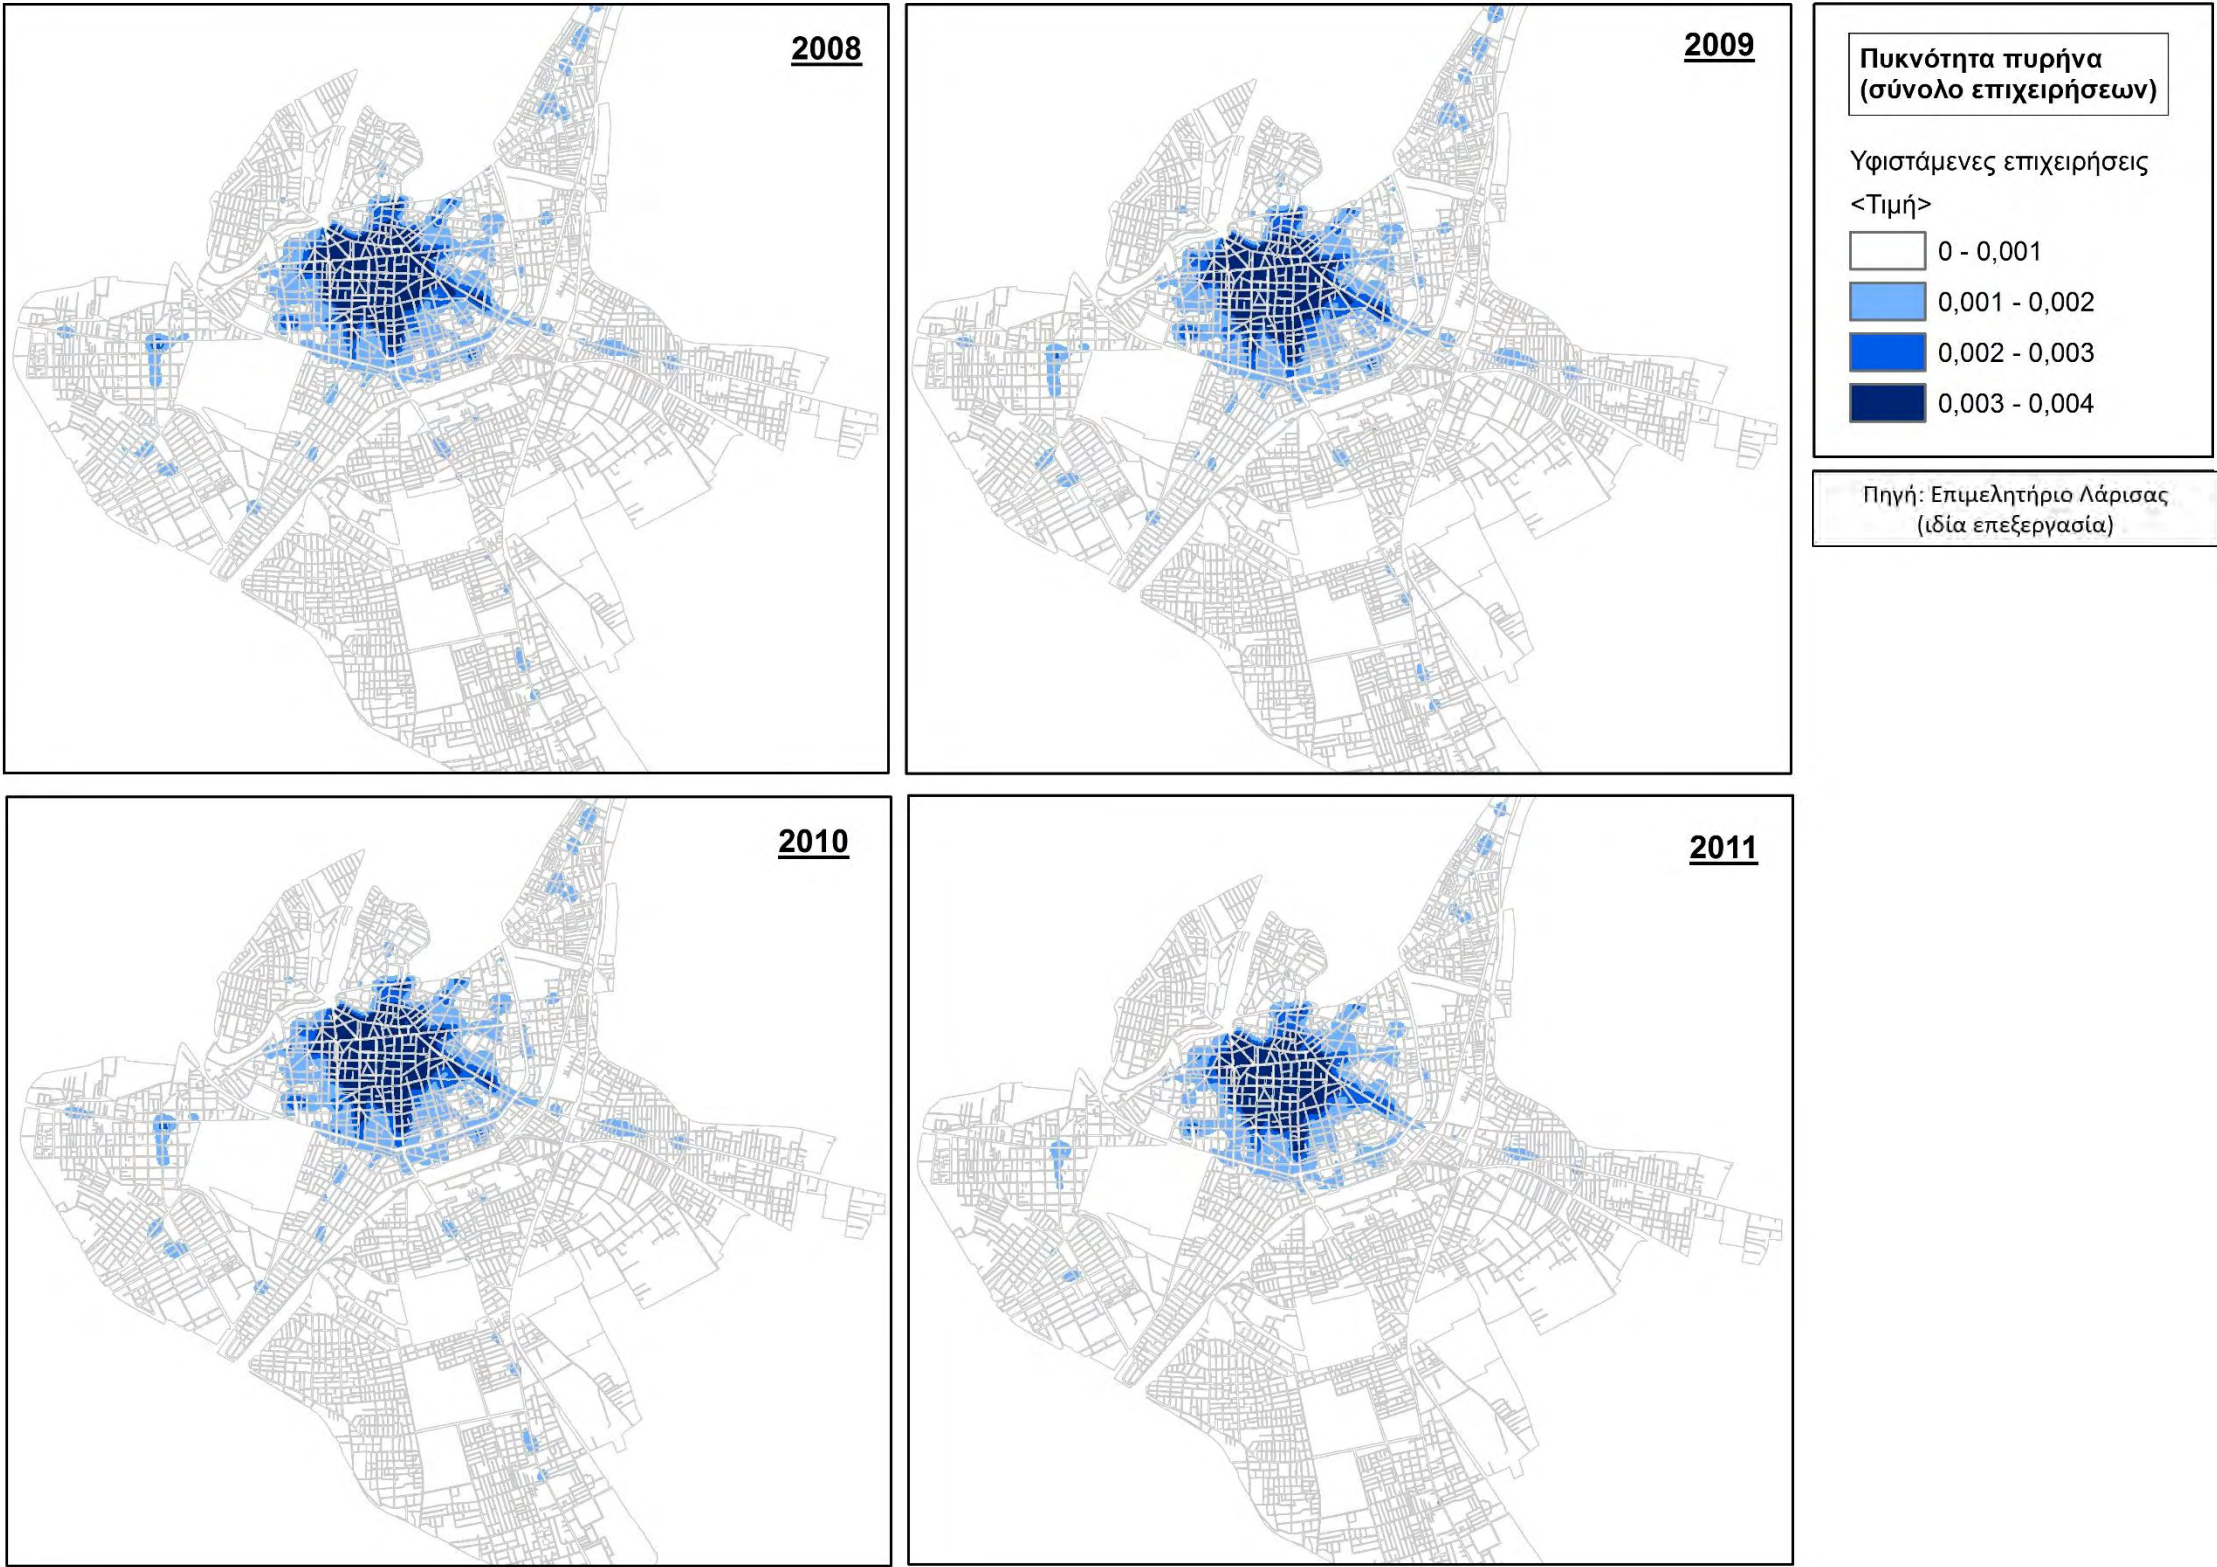 2008
2009
Πυκνότητα πυρήνα
(σύνολο επιχειρήσεων)
Υφιστάμενες επιχειρήσεις
<Τιμή>
0 - 0,001
0,001 - 0,002
0,002 - 0,003
0,003 - 0,004
Πηγή: Επιμελητήριο Λάρισας
(ιδία επεξεργασία)
2010
2011